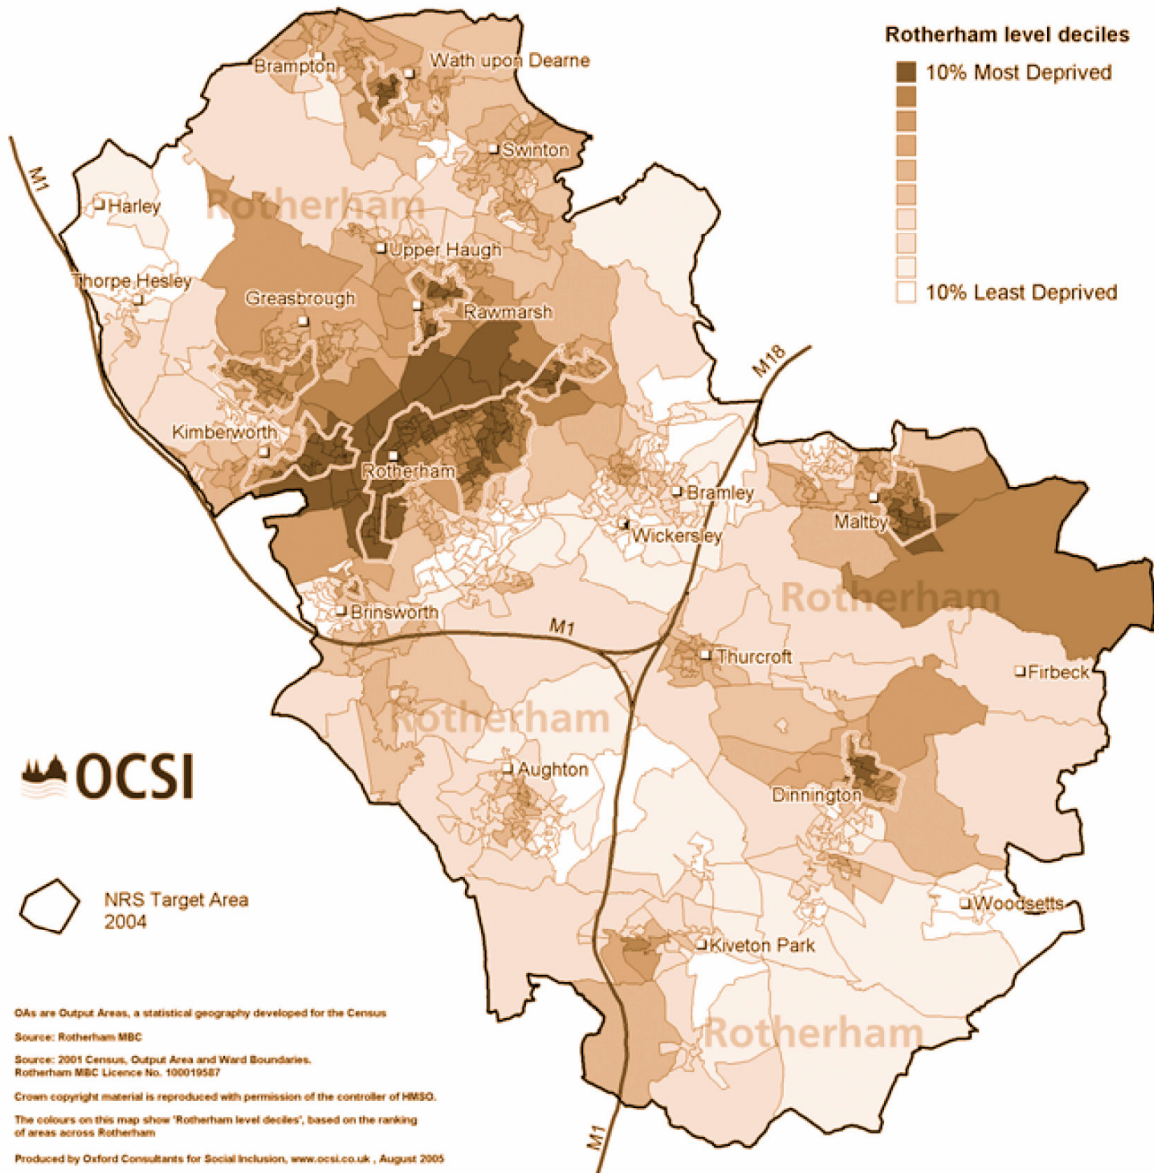 Rotherham level deciles
10% Most Deprived
10% Least Deprived
Brampton
Wath upon Dearne
Swinton
M1
Harley
Rotherham
Upper Haugh
Thorpe Hesley
Greasbrough
Rawmarsh
M18
Kimberworth
Rotherham
Bramley
Maltby
Wickersley
Rotherham
Brinsworth
M1
Thurcroft
Firbeck
Rotherham
OCSI
Aughton
Dinnington
NRS Target Area
2004
Woodsetts
Kiveton Park
Rotherham
M1
OAs are Output Areas, a statistical geography developed for the Census
Source: Rotherham MBC
Source: 2001 Census, Output Area and Ward Boundaries.
Rotherham MBC Licence No. 100019587
Crown copyright material is reproduced with permission of the controller of HMSO.
The colours on this map show 'Rotherham level deciles', based on the ranking
of areas across Rotherham
Produced by Oxford Consultants for Social Inclusion, www.ocsi.co.uk , August 2005